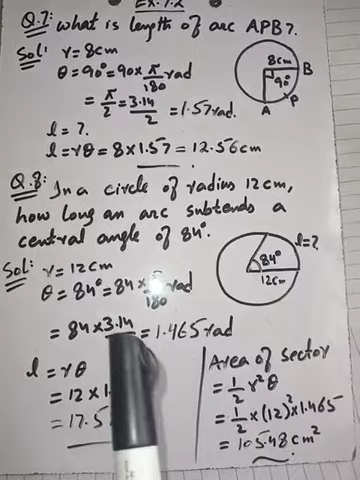 Ex. 7.2
Q.7: what is length of arc APB?
Sol: r = 8cm
θ = 90° = 90 × π/180 rad
= π/2 = 3.14/2 = 1.57 rad.
l = ?
l = rθ = 8 × 1.57 = 12.56 cm
8cm
90°
B
P
A
Q.8: In a circle of radius 12 cm,
how long an arc subtends a
central angle of 84°
Sol: r = 12cm
θ = 84° = 84 × π/180 rad
= 84 × 3.14 = 1.465 rad
l = rθ
= 12 × 1.
= 17.5
l = ?
84°
12cm
Area of sector
= 1/2 r²θ
= 1/2 × (12)² × 1.465
= 105.48 cm²